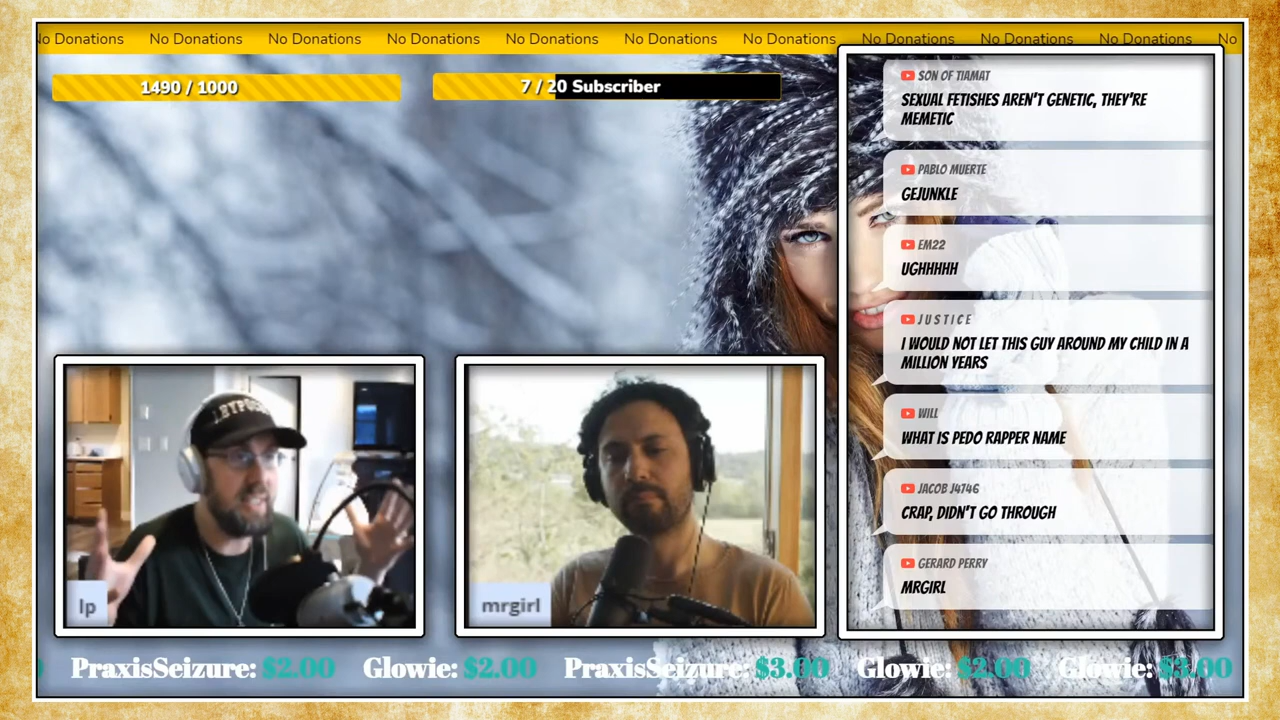 No Donations No Donations No Donations No Donations No Donations No Donations No Donations No Donations No Donations No Donations No
1490 / 1000
7 / 20 Subscriber
SON OF TIAMAT
SEXUAL FETISHES AREN'T GENETIC, THEY'RE
MEMETIC
PABLO MUERTE
GEJUNKLE
EM22
UGHHHHH
JUSTICE
I WOULD NOT LET THIS GUY AROUND MY CHILD IN A
MILLION YEARS
WILL
WHAT IS PEDO RAPPER NAME
JACOB J4746
CRAP, DIDN'T GO THROUGH
GERARD PERRY
MRGIRL
lp
mrgirl
PraxisSeizure: $2.00 Glowie: $2.00 PraxisSeizure: $3.00 Glowie: $2.00 Glowie: $3.00